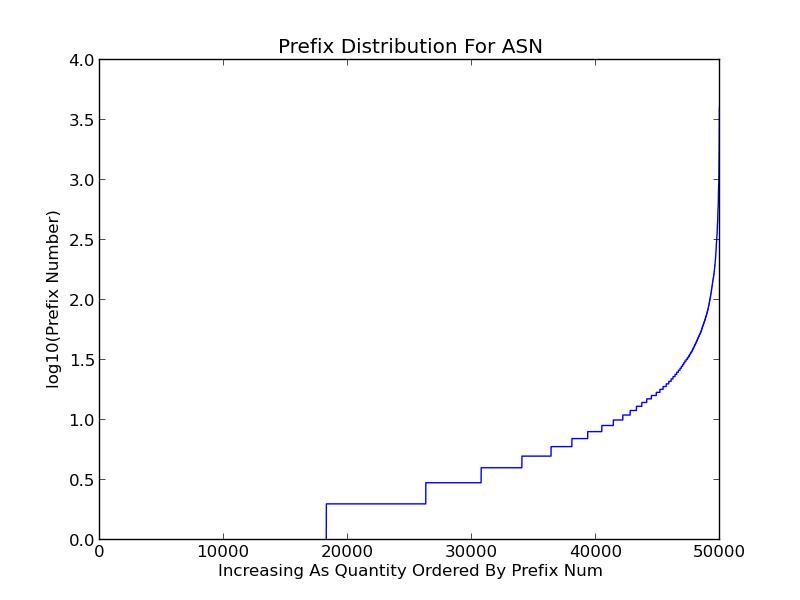 Prefix Distribution For ASN
4.0
3.5
3.0
2.5
2.0
1.5
1.0
0.5
0.0
log10(Prefix Number)
0 10000 20000 30000 40000 50000
Increasing As Quantity Ordered By Prefix Num